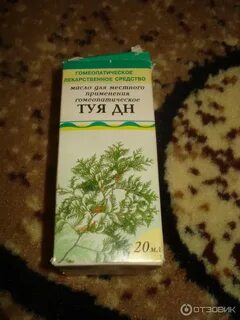 ГОМЕОПАТИЧЕСКОЕ
ЛЕКАРСТВЕННОЕ СРЕДСТВО
масло для местного
применения
гомеопатическое
ТУЯ ДН
20 мл
ОТЗОВИК